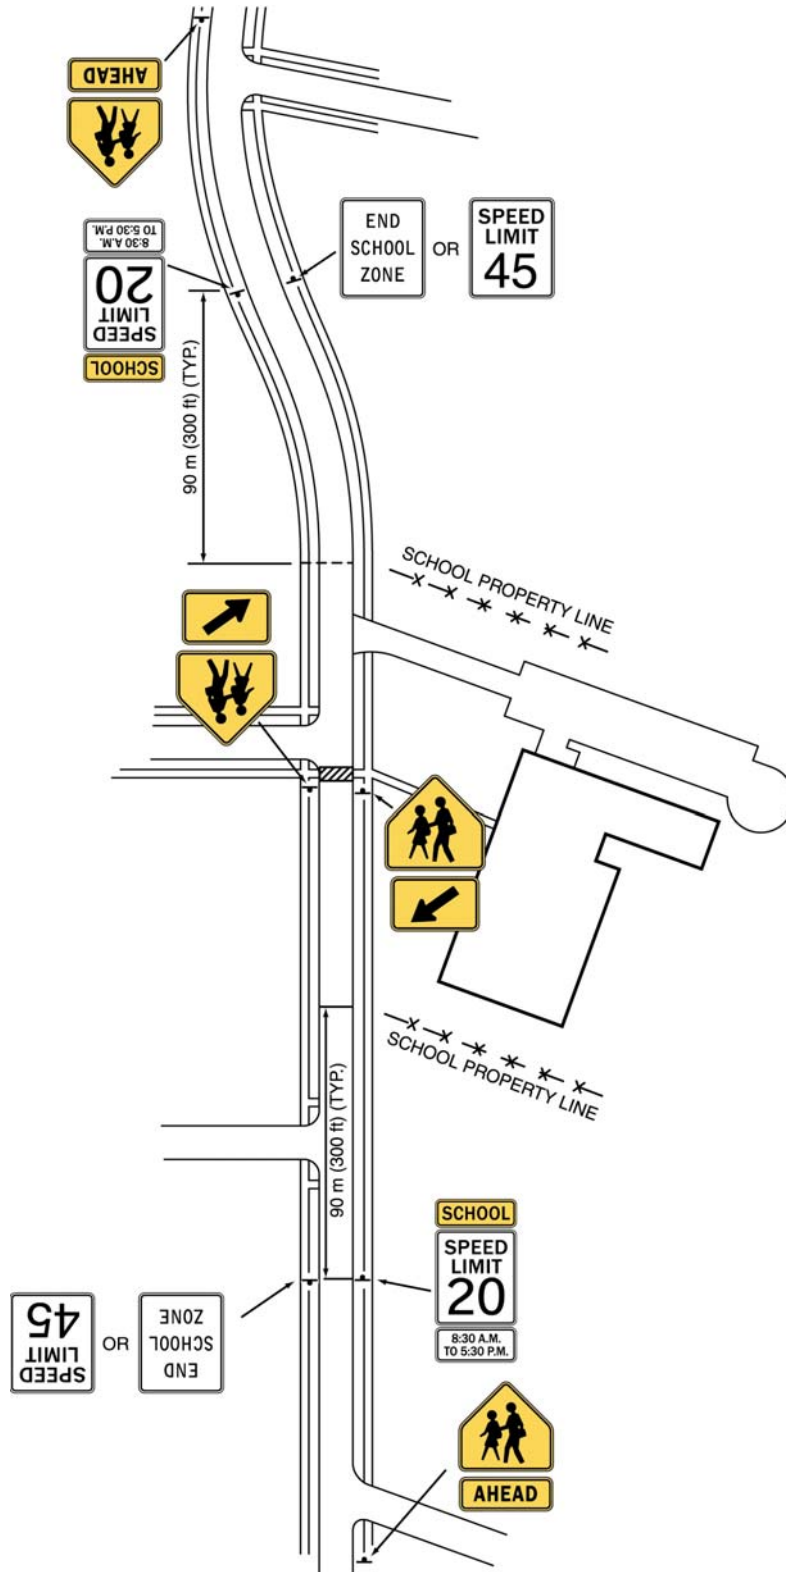 AHEAD
8:30 A.M.
TO 5:30 P.M.
SPEED
LIMIT
20
SCHOOL
END
SCHOOL
ZONE
OR
SPEED
LIMIT
45
90 m (300 ft) (TYP.)
SCHOOL PROPERTY LINE
SCHOOL PROPERTY LINE
90 m (300 ft) (TYP.)
SCHOOL
SPEED
LIMIT
20
8:30 A.M.
TO 5:30 P.M.
SPEED
LIMIT
45
OR
END
SCHOOL
ZONE
AHEAD